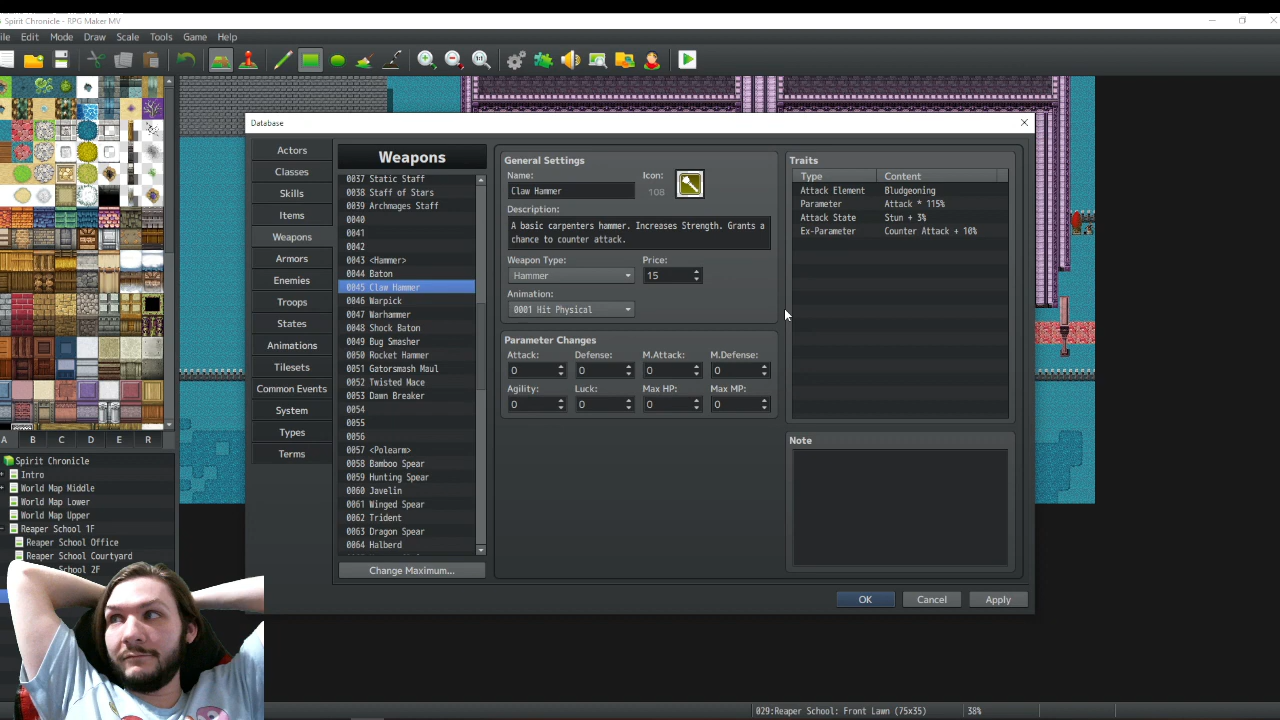 Spirit Chronicle - RPG Maker MV
ile Edit Mode Draw Scale Tools Game Help
1:1
A B C D E R
Spirit Chronicle
Intro
World Map Middle
World Map Lower
World Map Upper
Reaper School 1F
Reaper School Office
Reaper School Courtyard
School 2F
Database
Actors
Classes
Skills
Items
Weapons
Armors
Enemies
Troops
States
Animations
Tilesets
Common Events
System
Types
Terms
Weapons
0037 Static Staff
0038 Staff of Stars
0039 Archmages Staff
0040
0041
0042
0043 <Hammer>
0044 Baton
0045 Claw Hammer
0046 Warpick
0047 Warhammer
0048 Shock Baton
0049 Bug Smasher
0050 Rocket Hammer
0051 Gatorsmash Maul
0052 Twisted Mace
0053 Dawn Breaker
0054
0055
0056
0057 <Polearm>
0058 Bamboo Spear
0059 Hunting Spear
0060 Javelin
0061 Winged Spear
0062 Trident
0063 Dragon Spear
0064 Halberd
Change Maximum...
General Settings
Name: Icon:
Claw Hammer 108
Description:
A basic carpenters hammer. Increases Strength. Grants a
chance to counter attack.
Weapon Type: Price:
Hammer 15
Animation:
0001 Hit Physical
Parameter Changes
Attack: Defense: M.Attack: M.Defense:
0 0 0 0
Agility: Luck: Max HP: Max MP:
0 0 0 0
Traits
Type Content
Attack Element Bludgeoning
Parameter Attack * 115%
Attack State Stun + 3%
Ex-Parameter Counter Attack + 10%
Note
OK Cancel Apply
029:Reaper School: Front Lawn (75x35) 38%